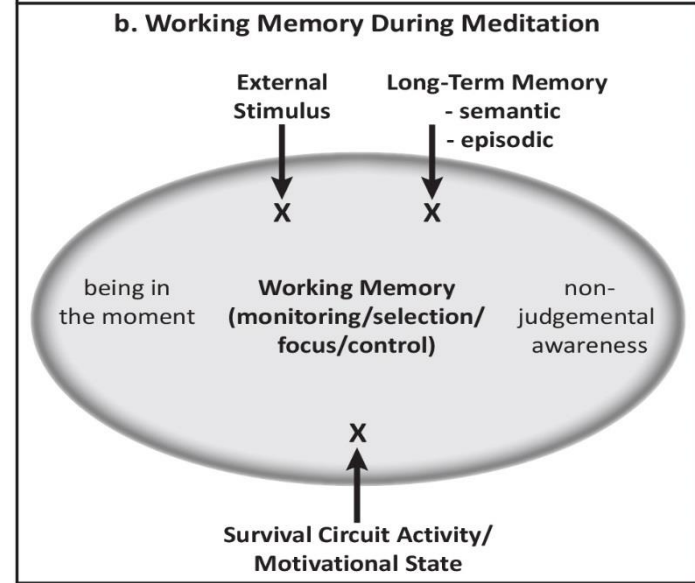 b. Working Memory During Meditation
External
Stimulus
Long-Term Memory
- semantic
- episodic
X
X
being in
the moment
Working Memory
(monitoring/selection/
focus/control)
non-
judgemental
awareness
X
Survival Circuit Activity/
Motivational State